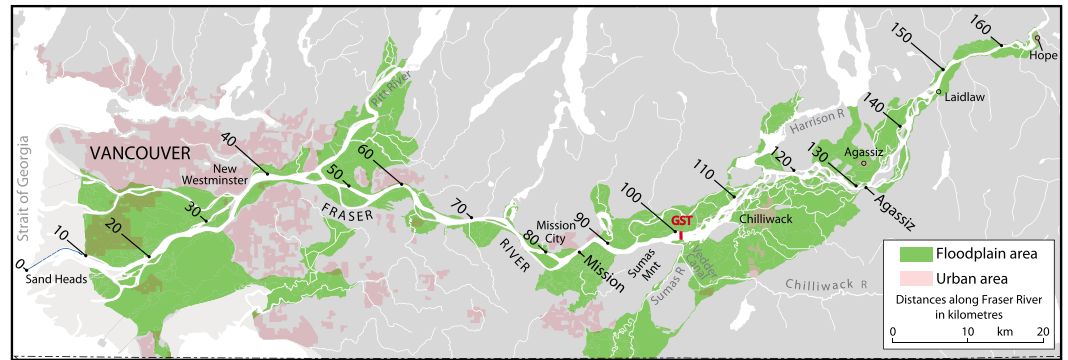 160
150
Hope
Laidlaw
140
Pitt River
Harrison R
Strait of Georgia
VANCOUVER
40
New
Westminster
50
60
130
120
Agassiz
110
100
30
FRASER
70
GST
Chilliwack
Agassiz
20
10
Mission
City
90
80
RIVER
Mission
Sumas
Mnt
Vedder
Canal
Sumas R
Chilliwack R
0
Sand Heads
Floodplain area
Urban area
Distances along Fraser River
in kilometres
0 10 km 20